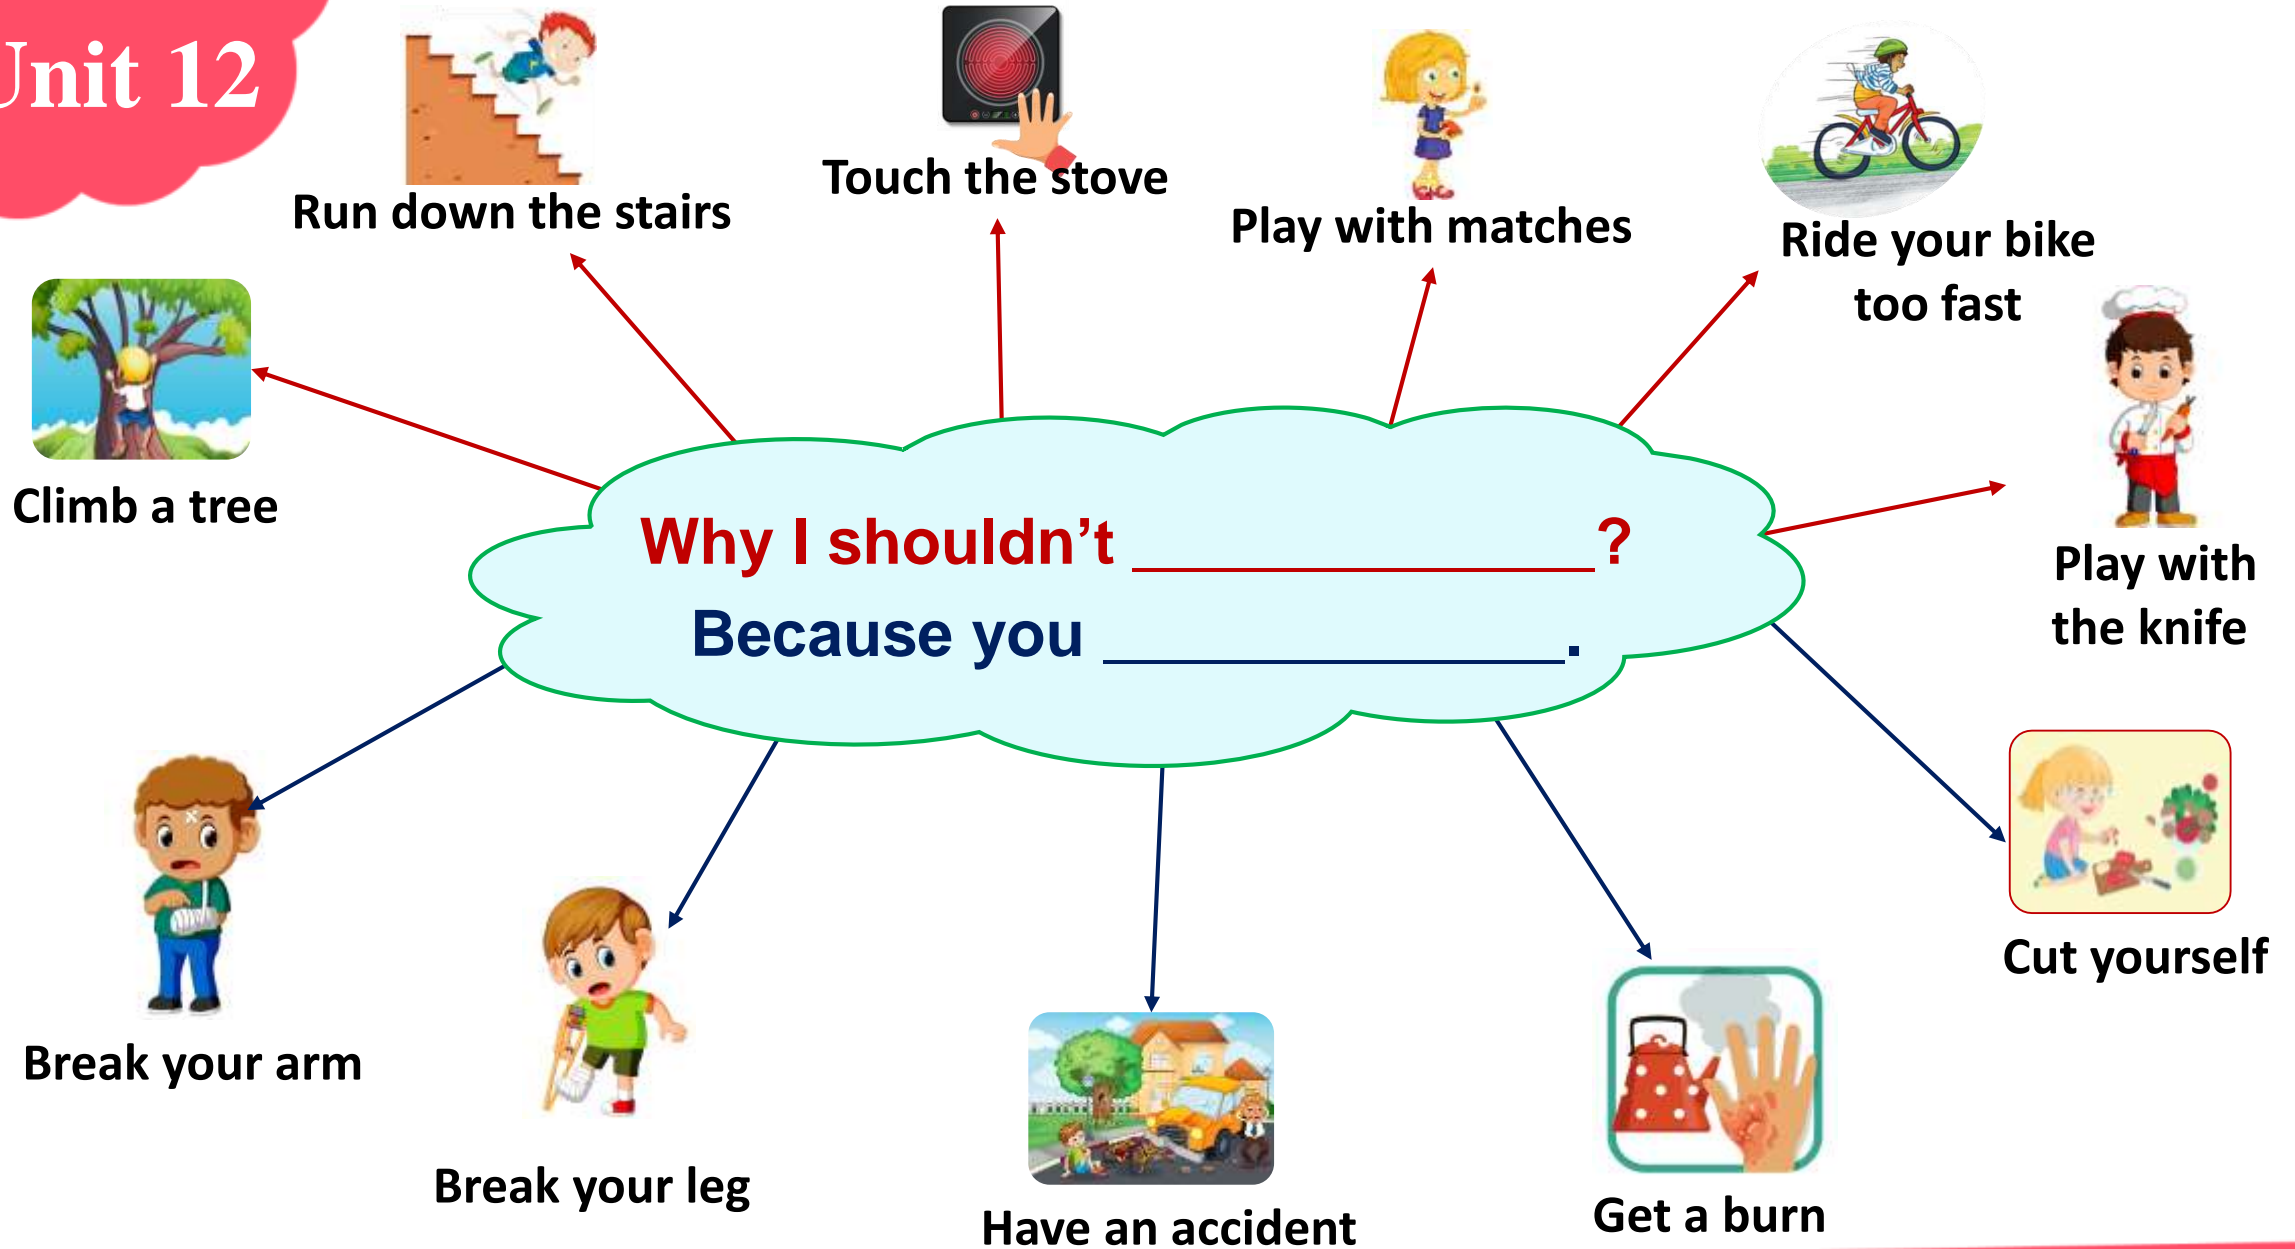 Unit 12
Run down the stairs
Touch the stove
Play with matches
Ride your bike
too fast
Climb a tree
Play with
the knife
Why I shouldn’t ______________?
Because you ______________.
Cut yourself
Break your arm
Break your leg
Have an accident
Get a burn